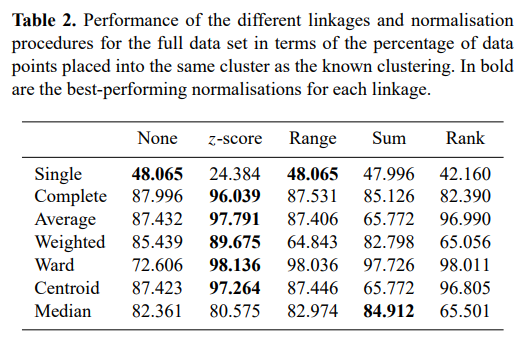 Table 2. Performance of the different linkages and normalisation
procedures for the full data set in terms of the percentage of data
points placed into the same cluster as the known clustering. In bold
are the best-performing normalisations for each linkage.
None z-score Range Sum Rank
Single 48.065 24.384 48.065 47.996 42.160
Complete 87.996 96.039 87.531 85.126 82.390
Average 87.432 97.791 87.406 65.772 96.990
Weighted 85.439 89.675 64.843 82.798 65.056
Ward 72.606 98.136 98.036 97.726 98.011
Centroid 87.423 97.264 87.446 65.772 96.805
Median 82.361 80.575 82.974 84.912 65.501